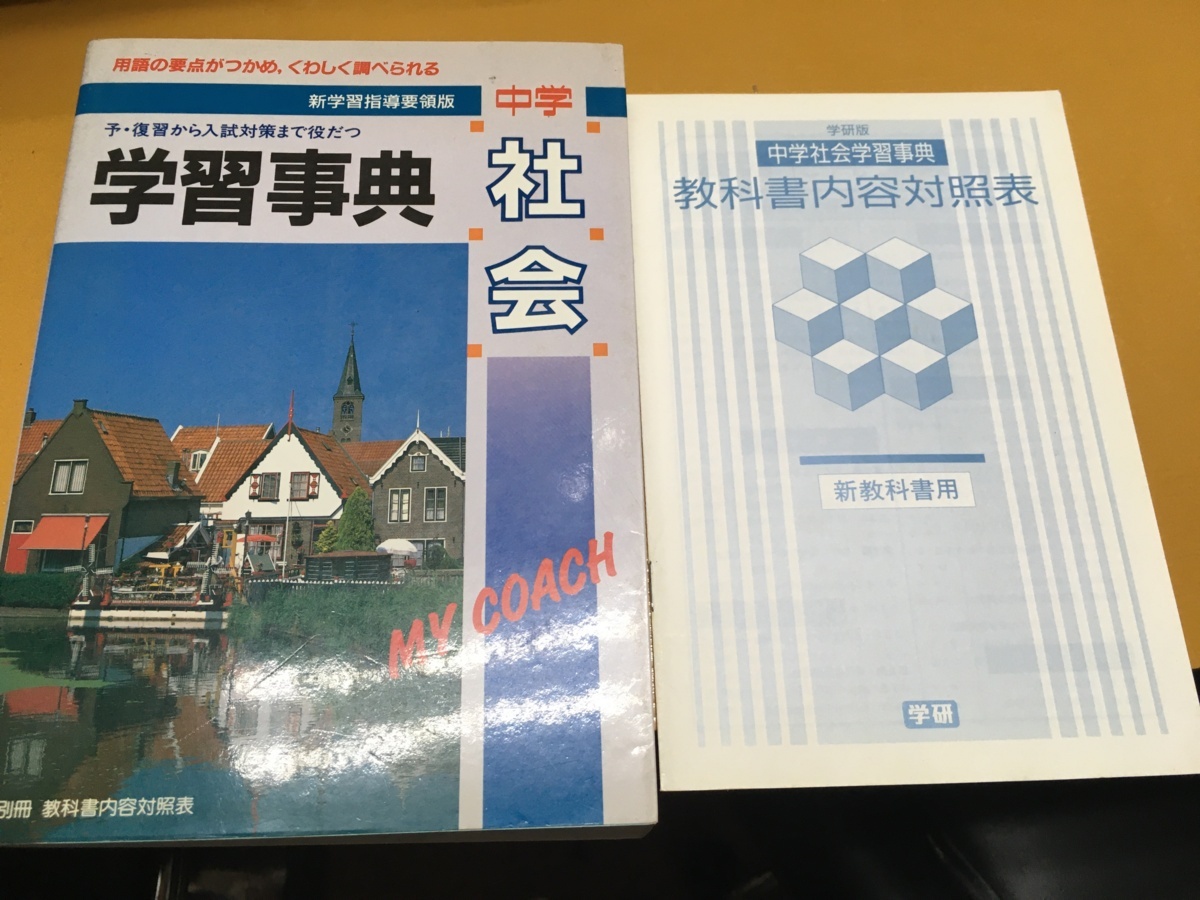 用語の要点がつかめ,くわしく調べられる
新学習指導要領版
中学
予・復習から入試対策まで役だつ
学習事典
社会
MY COACH
別冊 教科書内容対照表
学研版
中学社会学習事典
教科書内容対照表
新教科書用
学研